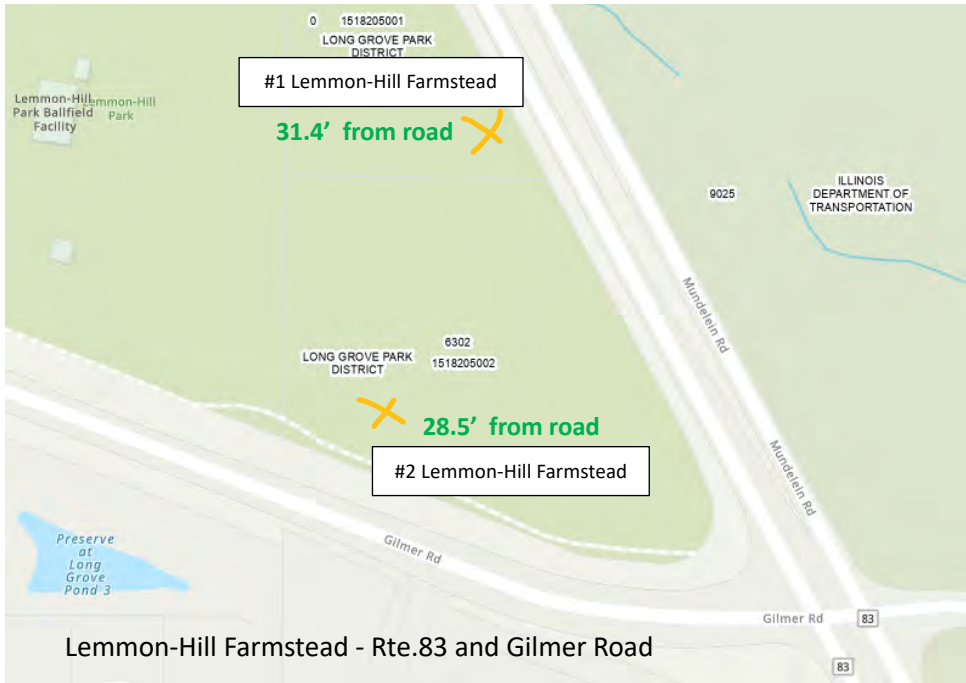 0 1518205001
LONG GROVE PARK
DISTRICT
#1 Lemmon-Hill Farmstead
31.4’ from road
Lemmon-Hill
Park Ballfield
Facility
Lemmon-Hill
Park
9025
ILLINOIS
DEPARTMENT OF
TRANSPORTATION
Mundelein Rd
6302
LONG GROVE PARK
DISTRICT
1518205002
28.5’ from road
#2 Lemmon-Hill Farmstead
Mundelein Rd
Gilmer Rd
Preserve
at
Long
Grove
Pond 3
Gilmer Rd
83
Lemmon-Hill Farmstead - Rte.83 and Gilmer Road
83